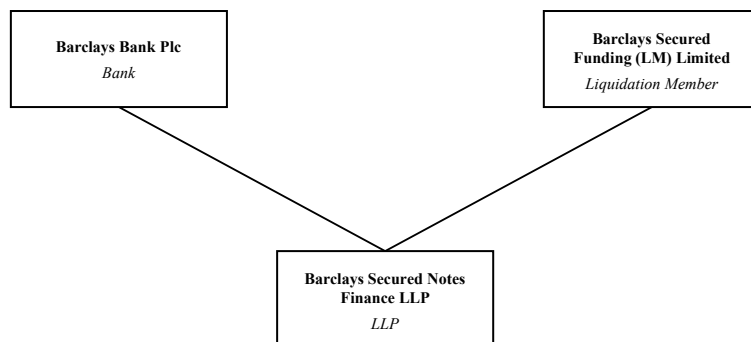 Barclays Bank Plc
Bank
Barclays Secured
Funding (LM) Limited
Liquidation Member
Barclays Secured Notes
Finance LLP
LLP